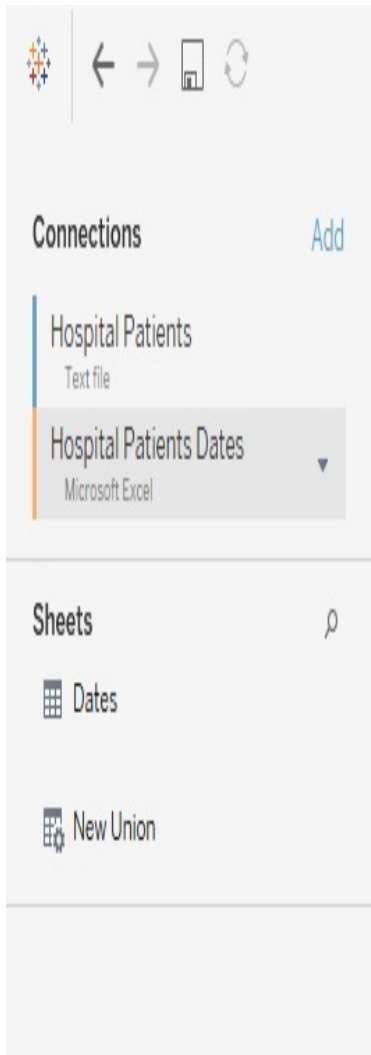 Connections Add
Hospital Patients
Text file
Hospital Patients Dates
Microsoft Excel
Sheets
Dates
New Union